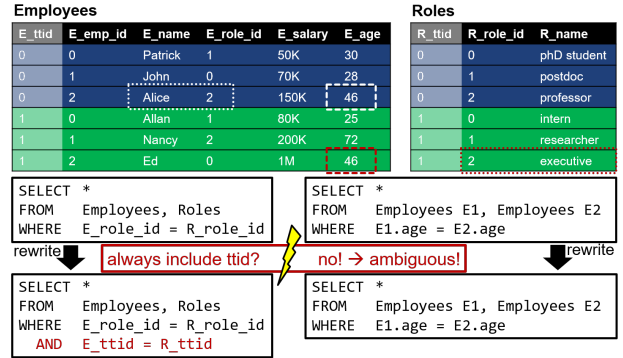 Employees
E_ttid E_emp_id E_name E_role_id E_salary E_age
0 0 Patrick 1 50K 30
0 1 John 0 70K 28
0 2 Alice 2 150K 46
1 0 Allan 1 80K 25
1 1 Nancy 2 200K 72
1 2 Ed 0 1M 46
Roles
R_ttid R_role_id R_name
0 0 phD student
0 1 postdoc
0 2 professor
1 0 intern
1 1 researcher
1 2 executive
SELECT *
FROM Employees, Roles
WHERE E_role_id = R_role_id
SELECT *
FROM Employees E1, Employees E2
WHERE E1.age = E2.age
rewrite
always include ttid?
no! → ambiguous!
rewrite
SELECT *
FROM Employees, Roles
WHERE E_role_id = R_role_id
AND E_ttid = R_ttid
SELECT *
FROM Employees E1, Employees E2
WHERE E1.age = E2.age